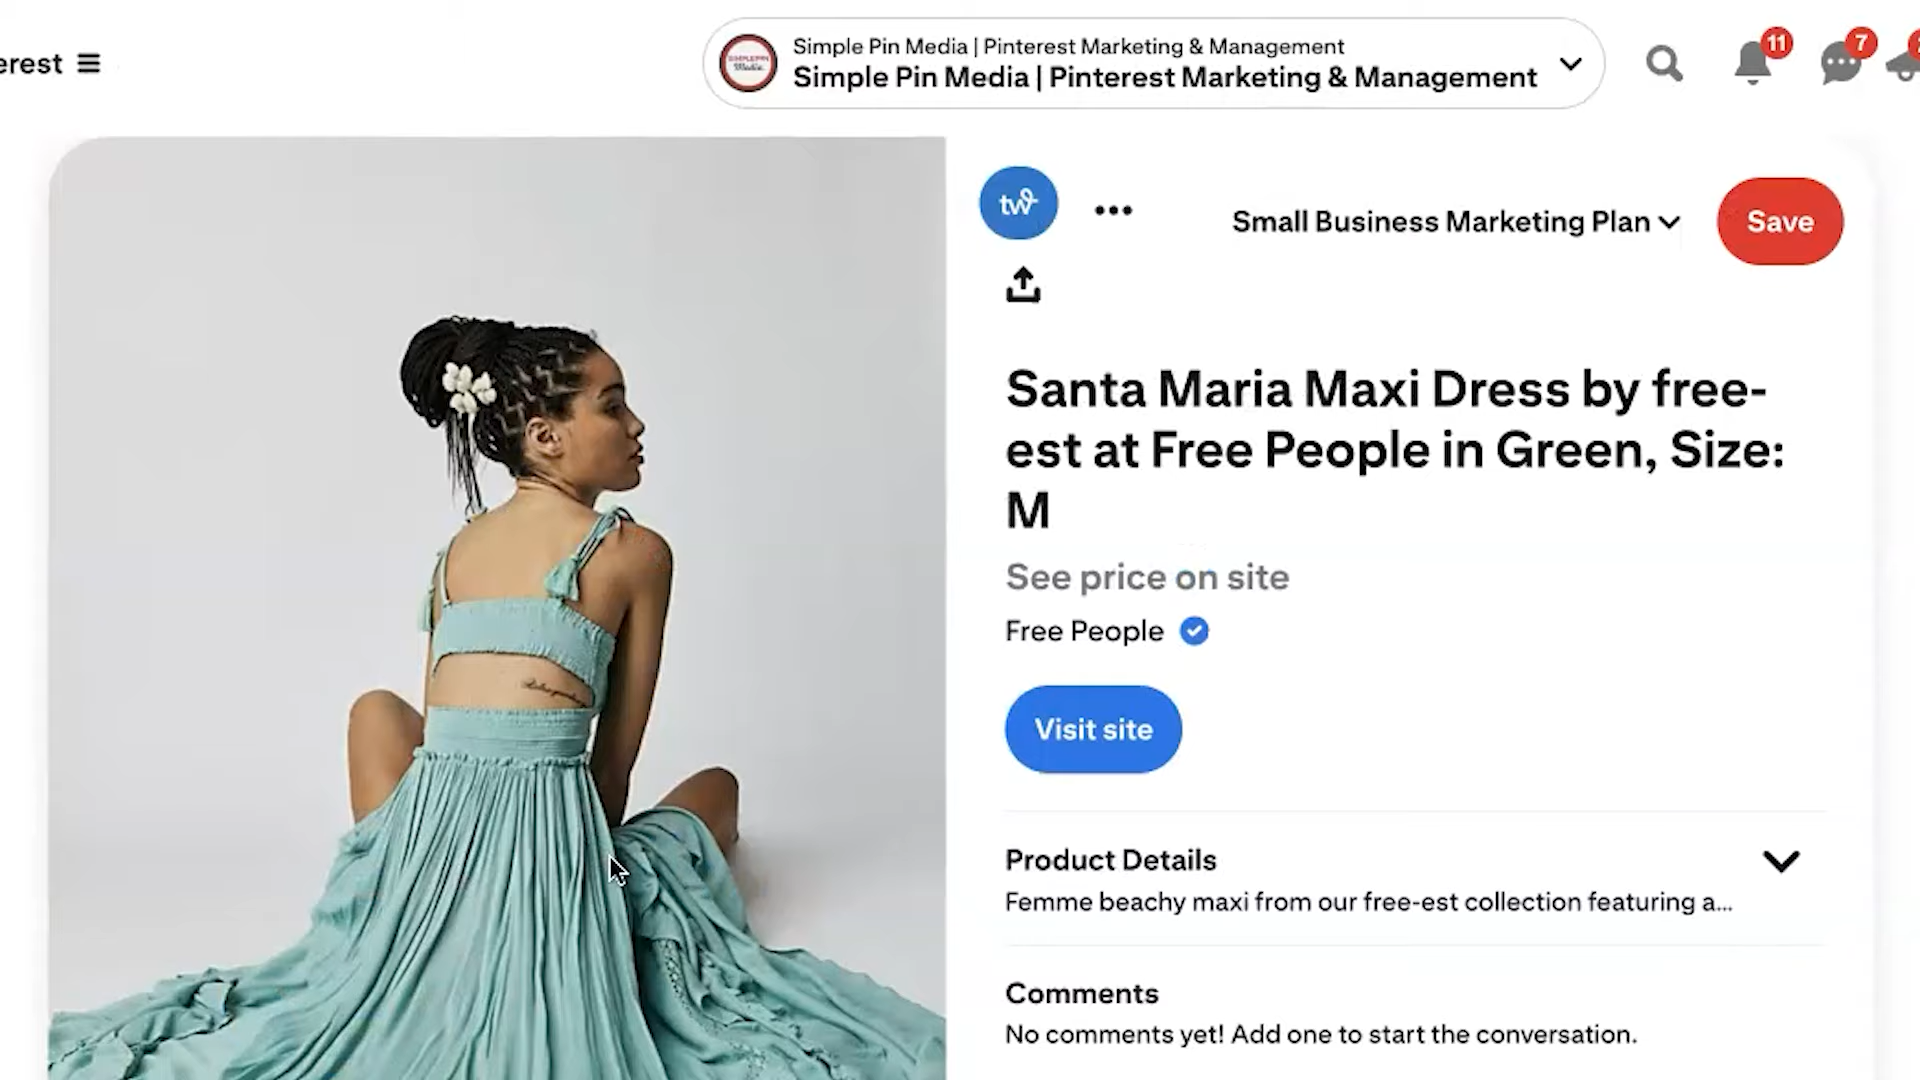 erest
Simple Pin Media | Pinterest Marketing & Management
Simple Pin Media | Pinterest Marketing & Management
11
7
tw
Small Business Marketing Plan
Save
Santa Maria Maxi Dress by free-
est at Free People in Green, Size:
M
See price on site
Free People
Visit site
Product Details
Femme beachy maxi from our free-est collection featuring a...
Comments
No comments yet! Add one to start the conversation.